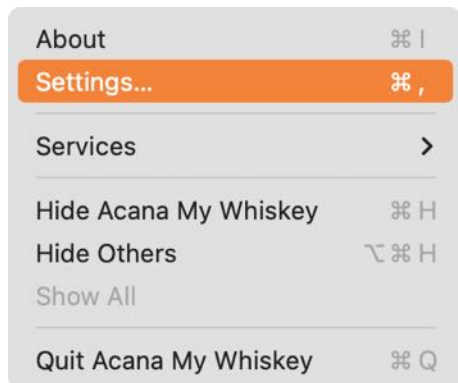 About ⌘ I
Settings... ⌘ ,
Services >
Hide Acana My Whiskey ⌘ H
Hide Others ⌥ ⌘ H
Show All
Quit Acana My Whiskey ⌘ Q